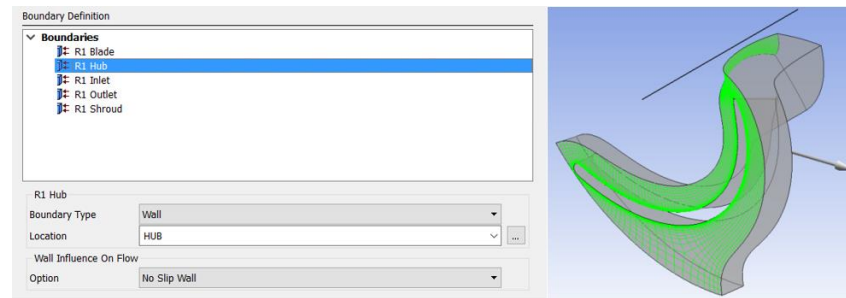 Boundary Definition
Boundaries
R1 Blade
R1 Hub
R1 Inlet
R1 Outlet
R1 Shroud
R1 Hub
Boundary Type Wall
Location HUB ...
Wall Influence On Flow
Option No Slip Wall